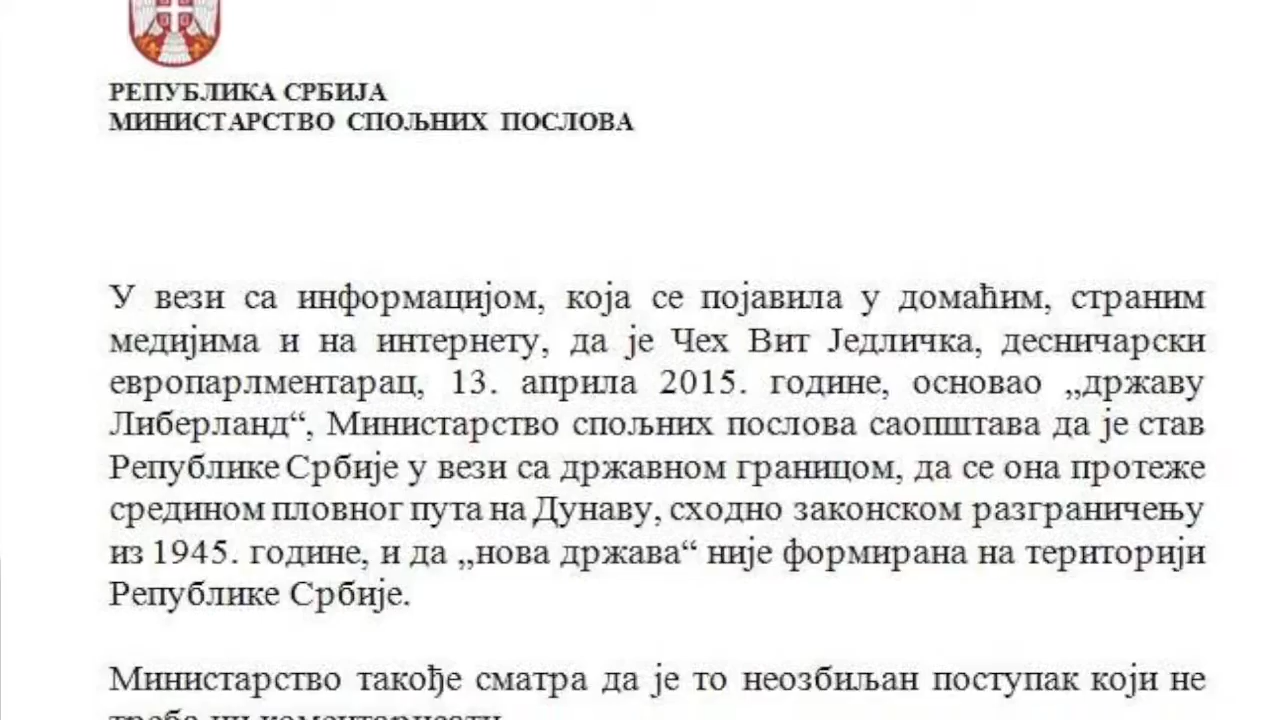 РЕПУБЛИКА СРБИЈА
МИНИСТАРСТВО СПОЉНИХ ПОСЛОВА
У вези са информацијом, која се појавила у домаћим, страним
медијима и на интернету, да је Чех Вит Једличка, десничарски
европарлментарац, 13. априла 2015. године, основао „државу
Либерланд“, Министарство спољних послова саопштава да је став
Републике Србије у вези са државном границом, да се она протеже
средином пловног пута на Дунаву, сходно законском разграничењу
из 1945. године, и да „нова држава“ није формирана на територији
Републике Србије.
Министарство такође сматра да је то неозбиљан поступак који не
треба ни коментарисати